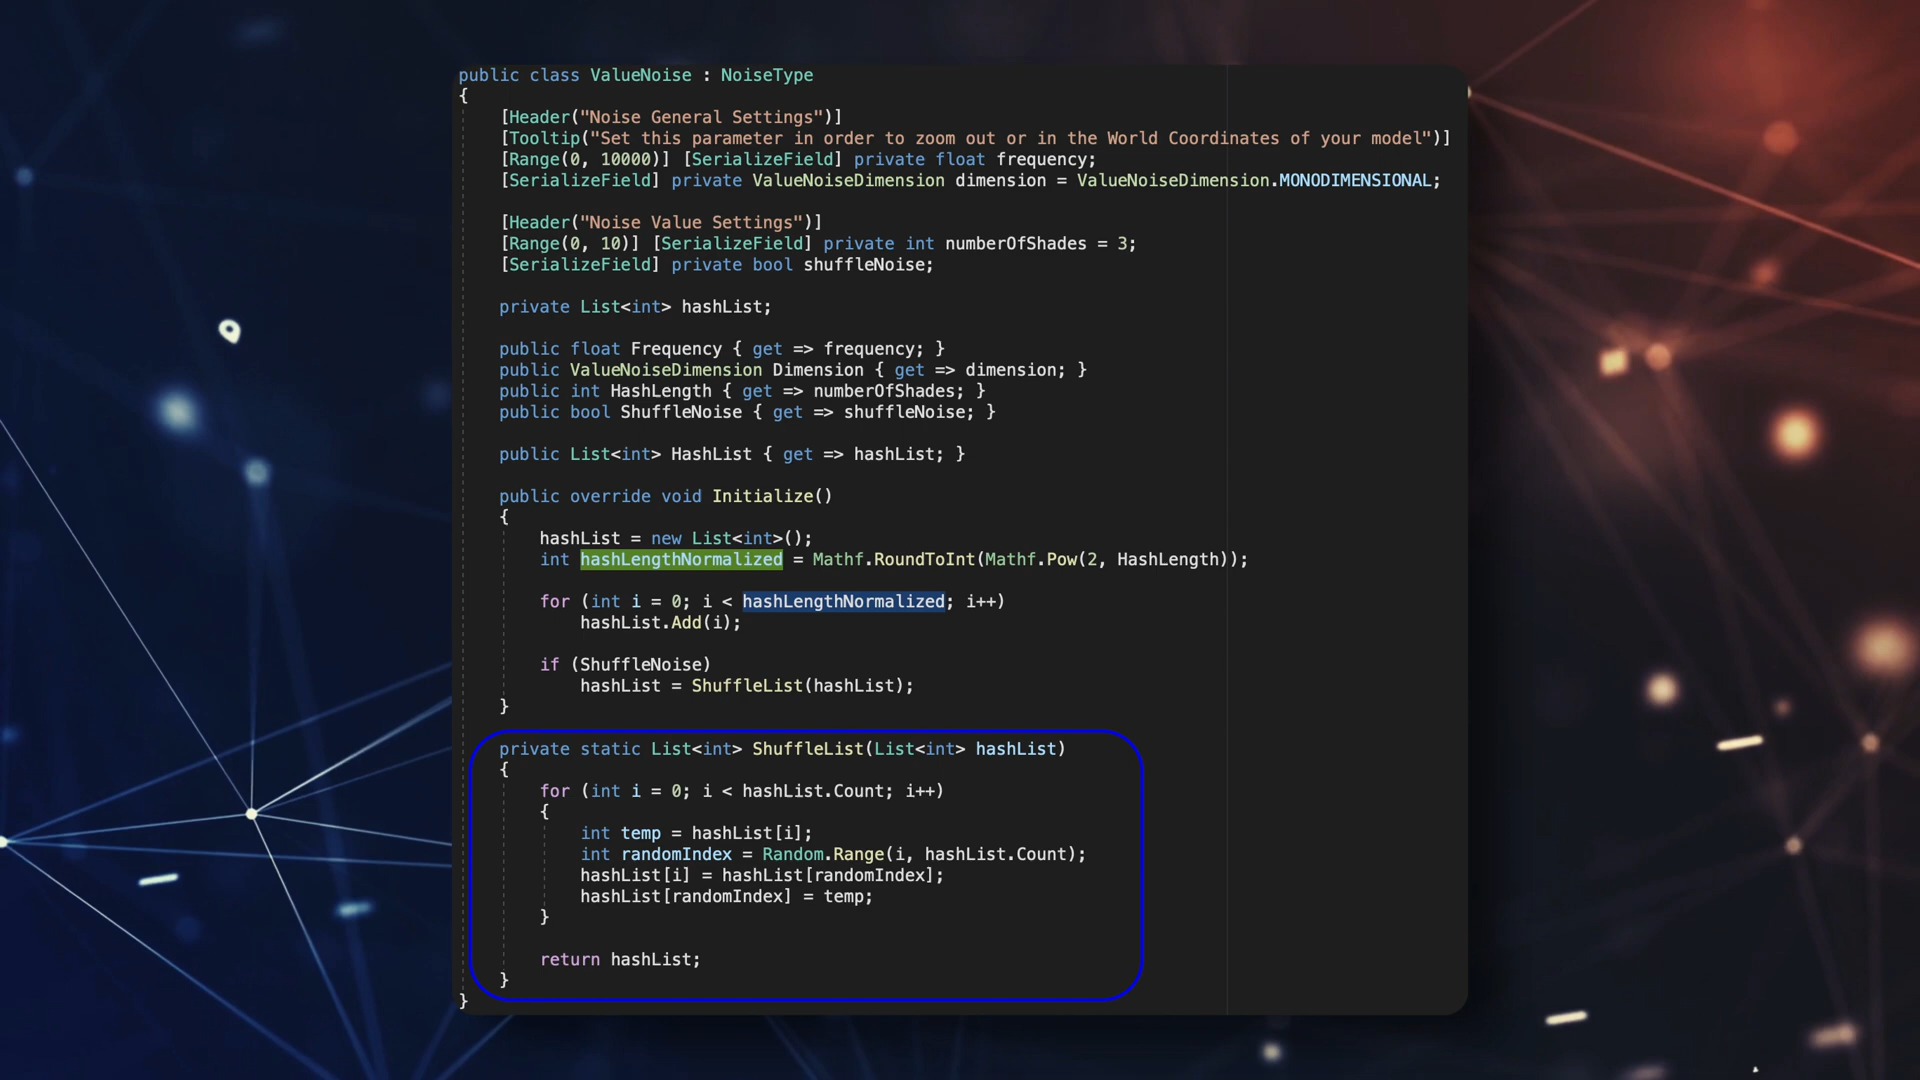 public class ValueNoise : NoiseType
{
[Header("Noise General Settings")]
[Tooltip("Set this parameter in order to zoom out or in the World Coordinates of your model")]
[Range(0, 10000)] [SerializeField] private float frequency;
[SerializeField] private ValueNoiseDimension dimension = ValueNoiseDimension.MONODIMENSIONAL;
[Header("Noise Value Settings")]
[Range(0, 10)] [SerializeField] private int numberOfShades = 3;
[SerializeField] private bool shuffleNoise;
private List<int> hashList;
public float Frequency { get => frequency; }
public ValueNoiseDimension Dimension { get => dimension; }
public int HashLength { get => numberOfShades; }
public bool ShuffleNoise { get => shuffleNoise; }
public List<int> HashList { get => hashList; }
public override void Initialize()
{
hashList = new List<int>();
int hashLengthNormalized = Mathf.RoundToInt(Mathf.Pow(2, HashLength));
for (int i = 0; i < hashLengthNormalized; i++)
hashList.Add(i);
if (ShuffleNoise)
hashList = ShuffleList(hashList);
}
private static List<int> ShuffleList(List<int> hashList)
{
for (int i = 0; i < hashList.Count; i++)
{
int temp = hashList[i];
int randomIndex = Random.Range(i, hashList.Count);
hashList[i] = hashList[randomIndex];
hashList[randomIndex] = temp;
}
return hashList;
}
}